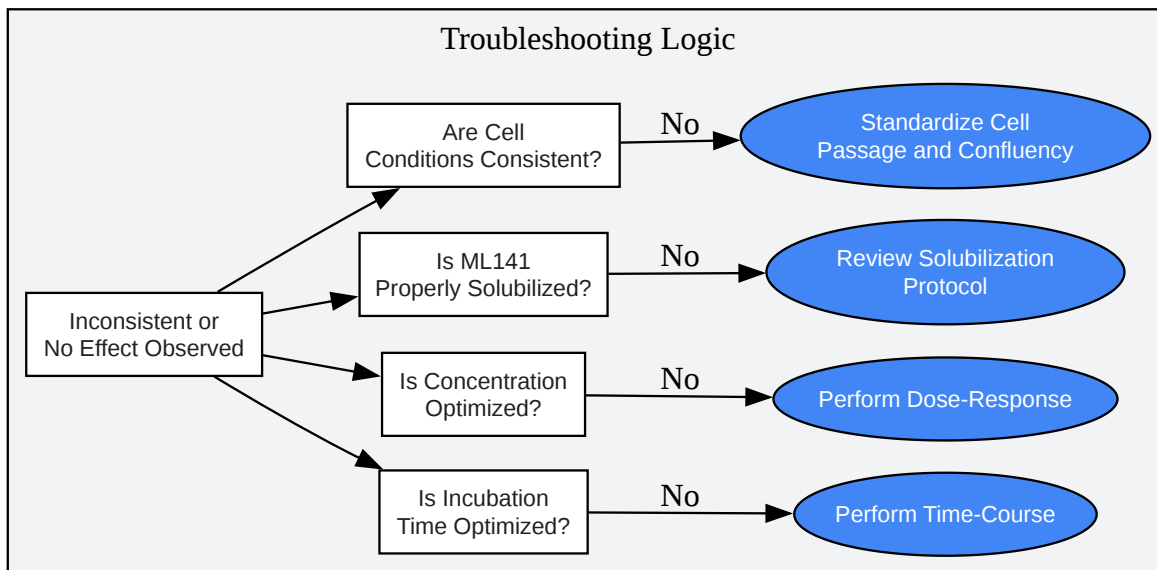 Troubleshooting Logic
Are Cell
Conditions Consistent?
No
Standardize Cell
Passage and Confluency
Is ML141
Properly Solubilized?
No
Review Solubilization
Protocol
Inconsistent or
No Effect Observed
Is Concentration
Optimized?
No
Perform Dose-Response
Is Incubation
Time Optimized?
No
Perform Time-Course